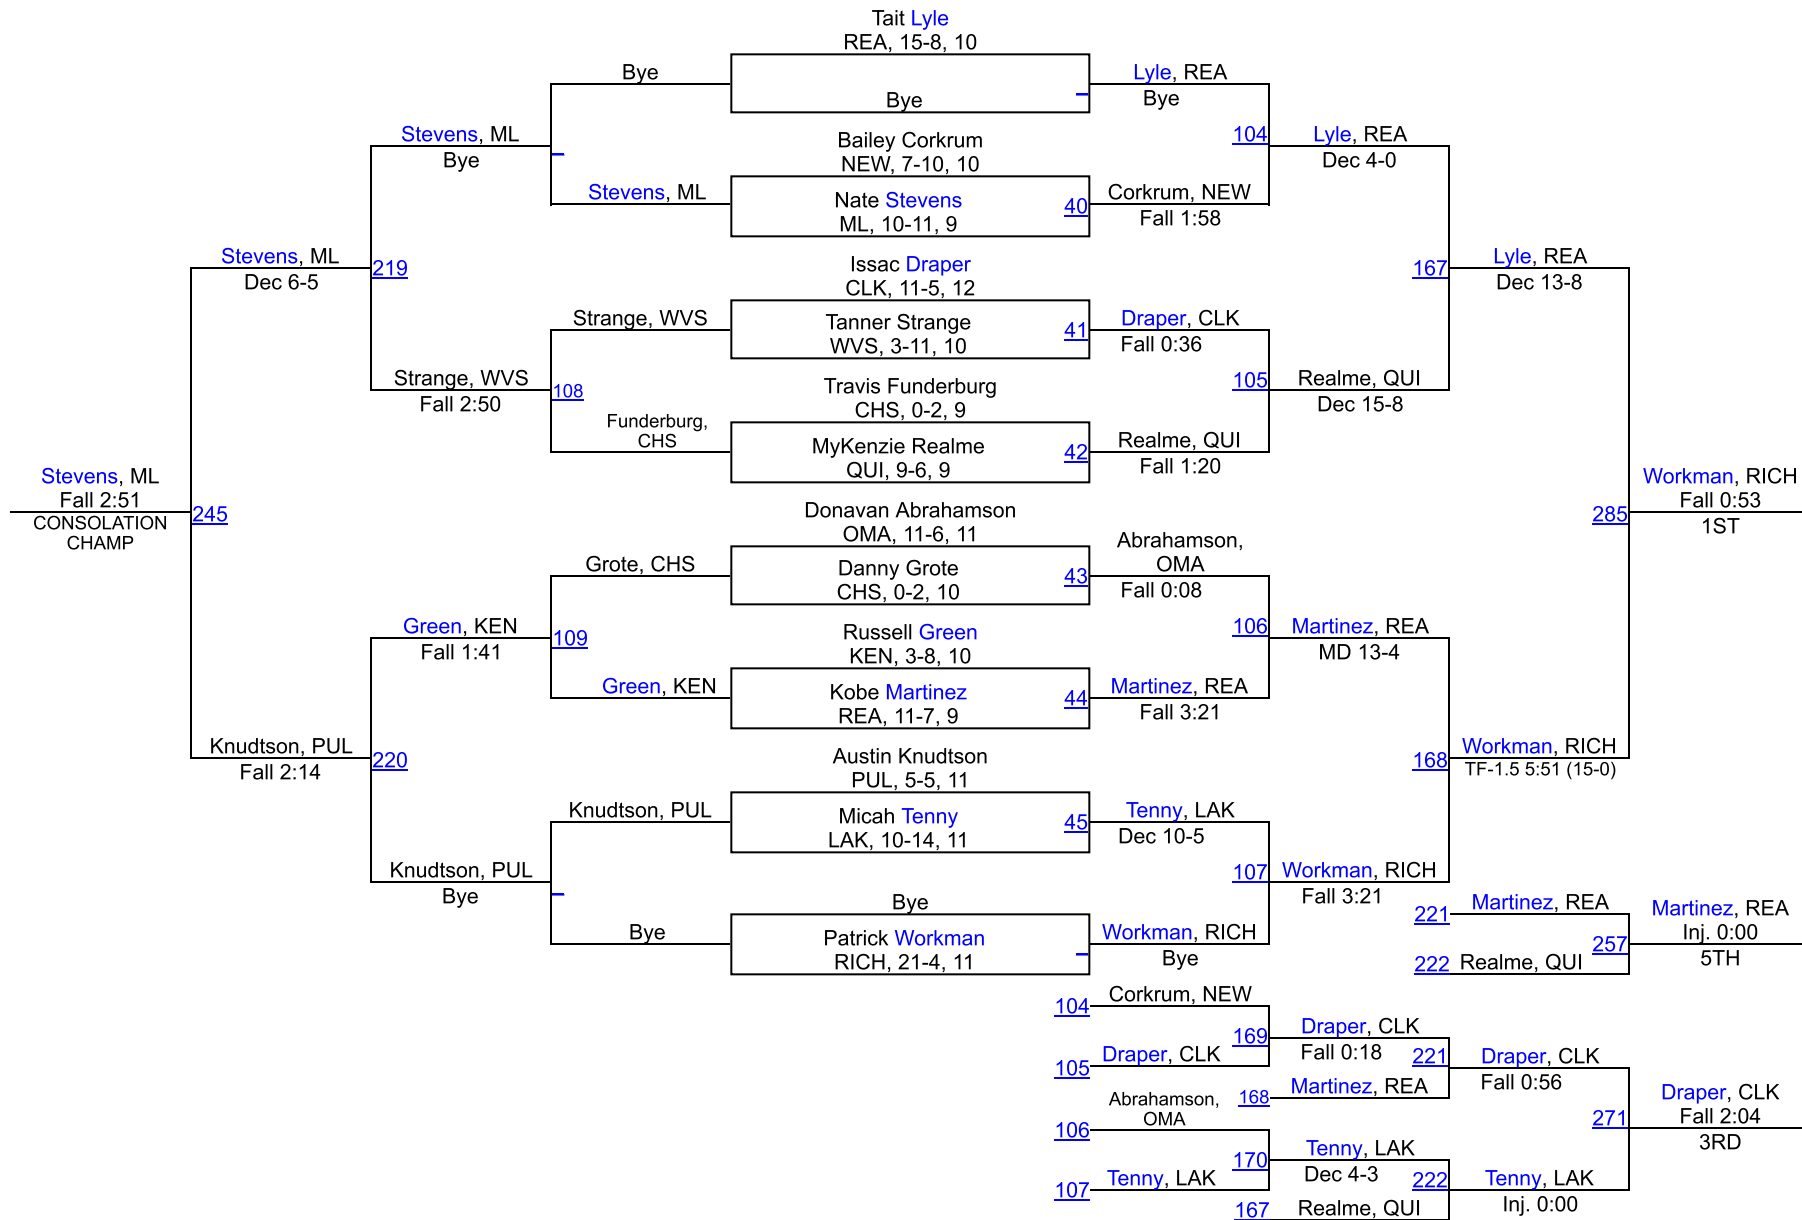 Tait Lyle
REA, 15-8, 10
Bye
Bye
Lyle, REA
Bye
Bailey Corkrum
NEW, 7-10, 10
Stevens, ML
Nate Stevens
ML, 10-11, 9
40
Corkrum, NEW
Fall 1:58
Stevens, ML
Bye
104
Lyle, REA
Dec 4-0
Issac Draper
CLK, 11-5, 12
Strange, WVS
Tanner Strange
WVS, 3-11, 10
41
Draper, CLK
Fall 0:36
Stevens, ML
Dec 6-5
219
167
Lyle, REA
Dec 13-8
Travis Funderburg
CHS, 0-2, 9
Funderburg,
CHS
MyKenzie Realme
QUI, 9-6, 9
42
Realme, QUI
Fall 1:20
Strange, WVS
Fall 2:50
108
105
Realme, QUI
Dec 15-8
Stevens, ML
Fall 2:51
CONSOLATION
CHAMP
245
285
Workman, RICH
Fall 0:53
1ST
Donavan Abrahamson
OMA, 11-6, 11
Grote, CHS
Danny Grote
CHS, 0-2, 10
43
Abrahamson,
OMA
Fall 0:08
Green, KEN
Fall 1:41
109
106
Martinez, REA
MD 13-4
Russell Green
KEN, 3-8, 10
Green, KEN
Kobe Martinez
REA, 11-7, 9
44
Martinez, REA
Fall 3:21
Knudtson, PUL
Fall 2:14
220
168
Workman, RICH
TF-1.5 5:51 (15-0)
Austin Knudtson
PUL, 5-5, 11
Knudtson, PUL
Micah Tenny
LAK, 10-14, 11
45
Tenny, LAK
Dec 10-5
Knudtson, PUL
Bye
107
Workman, RICH
Fall 3:21
Bye
Bye
Patrick Workman
RICH, 21-4, 11
Workman, RICH
Bye
221
Martinez, REA
222
Realme, QUI
257
Martinez, REA
Inj. 0:00
5TH
104
Corkrum, NEW
105
Draper, CLK
169
Draper, CLK
Fall 0:18
168
Martinez, REA
221
Draper, CLK
Fall 0:56
106
Abrahamson,
OMA
107
Tenny, LAK
170
Tenny, LAK
Dec 4-3
167
Realme, QUI
222
Tenny, LAK
Inj. 0:00
271
Draper, CLK
Fall 2:04
3RD